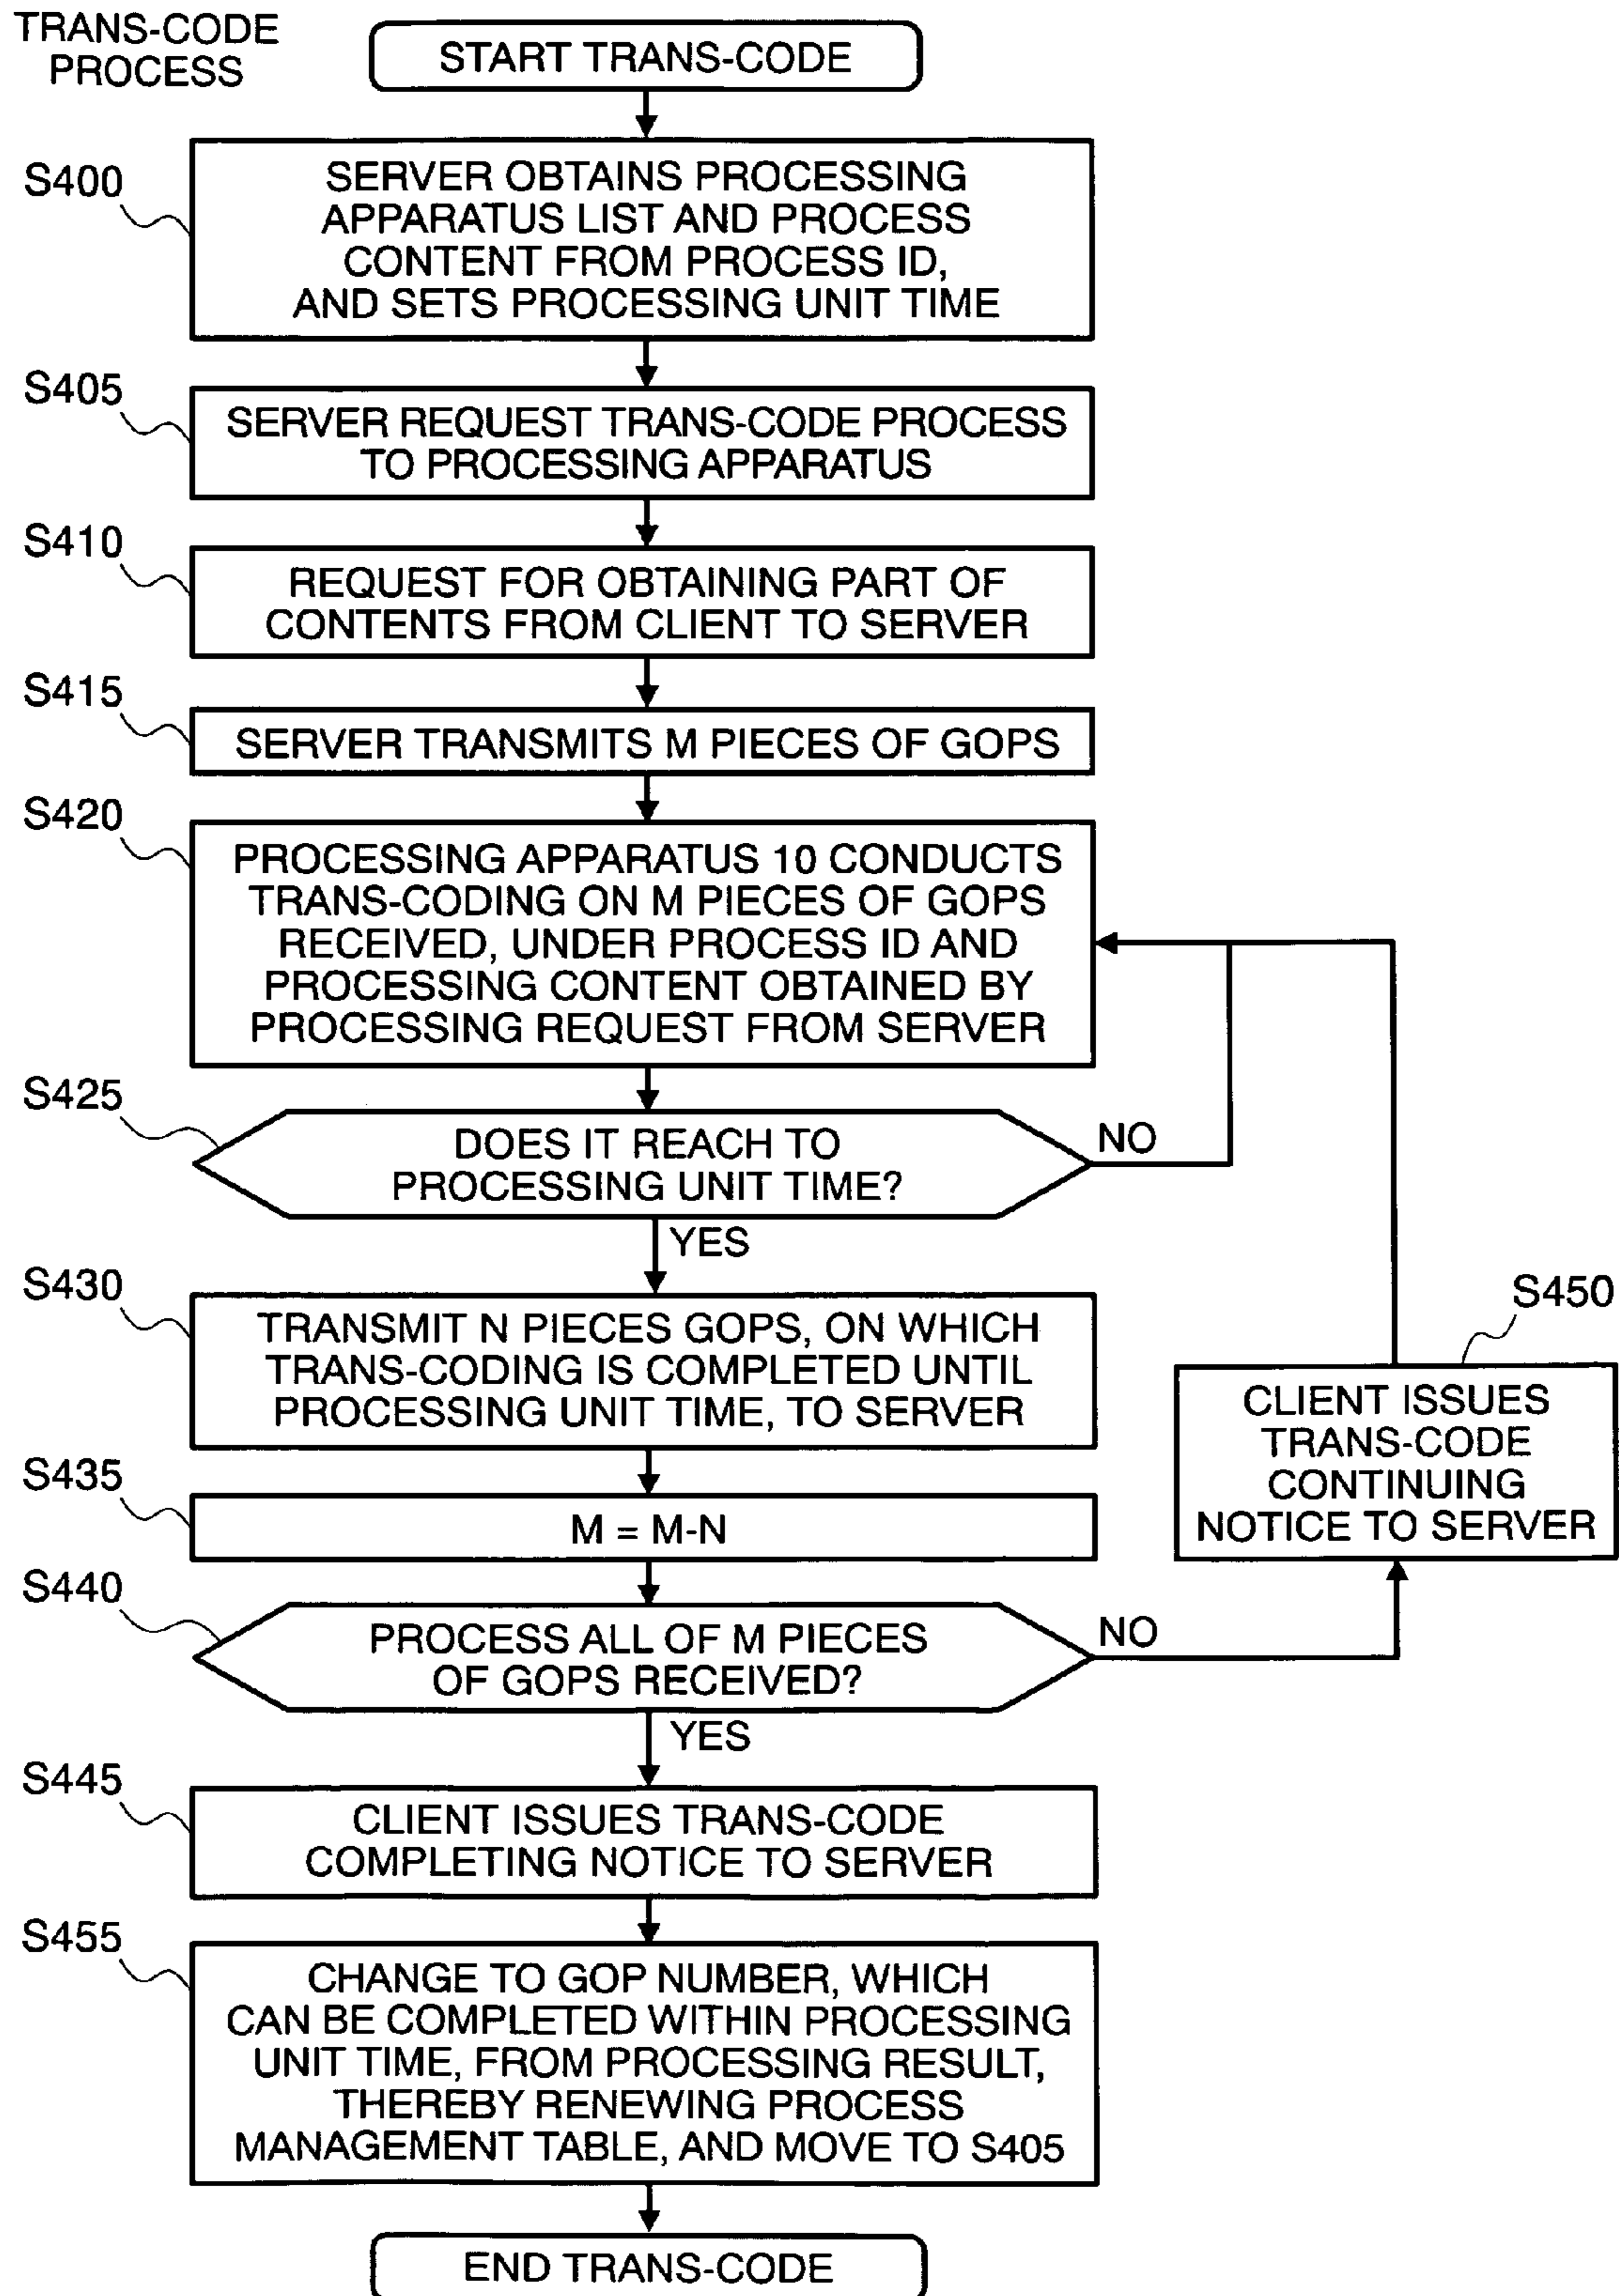 TRANS-CODE
PROCESS
START TRANS-CODE
S400
SERVER OBTAINS PROCESSING
APPARATUS LIST AND PROCESS
CONTENT FROM PROCESS ID,
AND SETS PROCESSING UNIT TIME
S405
SERVER REQUEST TRANS-CODE PROCESS
TO PROCESSING APPARATUS
S410
REQUEST FOR OBTAINING PART OF
CONTENTS FROM CLIENT TO SERVER
S415
SERVER TRANSMITS M PIECES OF GOPS
S420
PROCESSING APPARATUS 10 CONDUCTS
TRANS-CODING ON M PIECES OF GOPS
RECEIVED, UNDER PROCESS ID AND
PROCESSING CONTENT OBTAINED BY
PROCESSING REQUEST FROM SERVER
S425
DOES IT REACH TO
PROCESSING UNIT TIME?
NO
YES
S430
TRANSMIT N PIECES GOPS, ON WHICH
TRANS-CODING IS COMPLETED UNTIL
PROCESSING UNIT TIME, TO SERVER
S450
CLIENT ISSUES
TRANS-CODE
CONTINUING
NOTICE TO SERVER
S435
M = M-N
S440
PROCESS ALL OF M PIECES
OF GOPS RECEIVED?
NO
YES
S445
CLIENT ISSUES TRANS-CODE
COMPLETING NOTICE TO SERVER
S455
CHANGE TO GOP NUMBER, WHICH
CAN BE COMPLETED WITHIN PROCESSING
UNIT TIME, FROM PROCESSING RESULT,
THEREBY RENEWING PROCESS
MANAGEMENT TABLE, AND MOVE TO S405
END TRANS-CODE